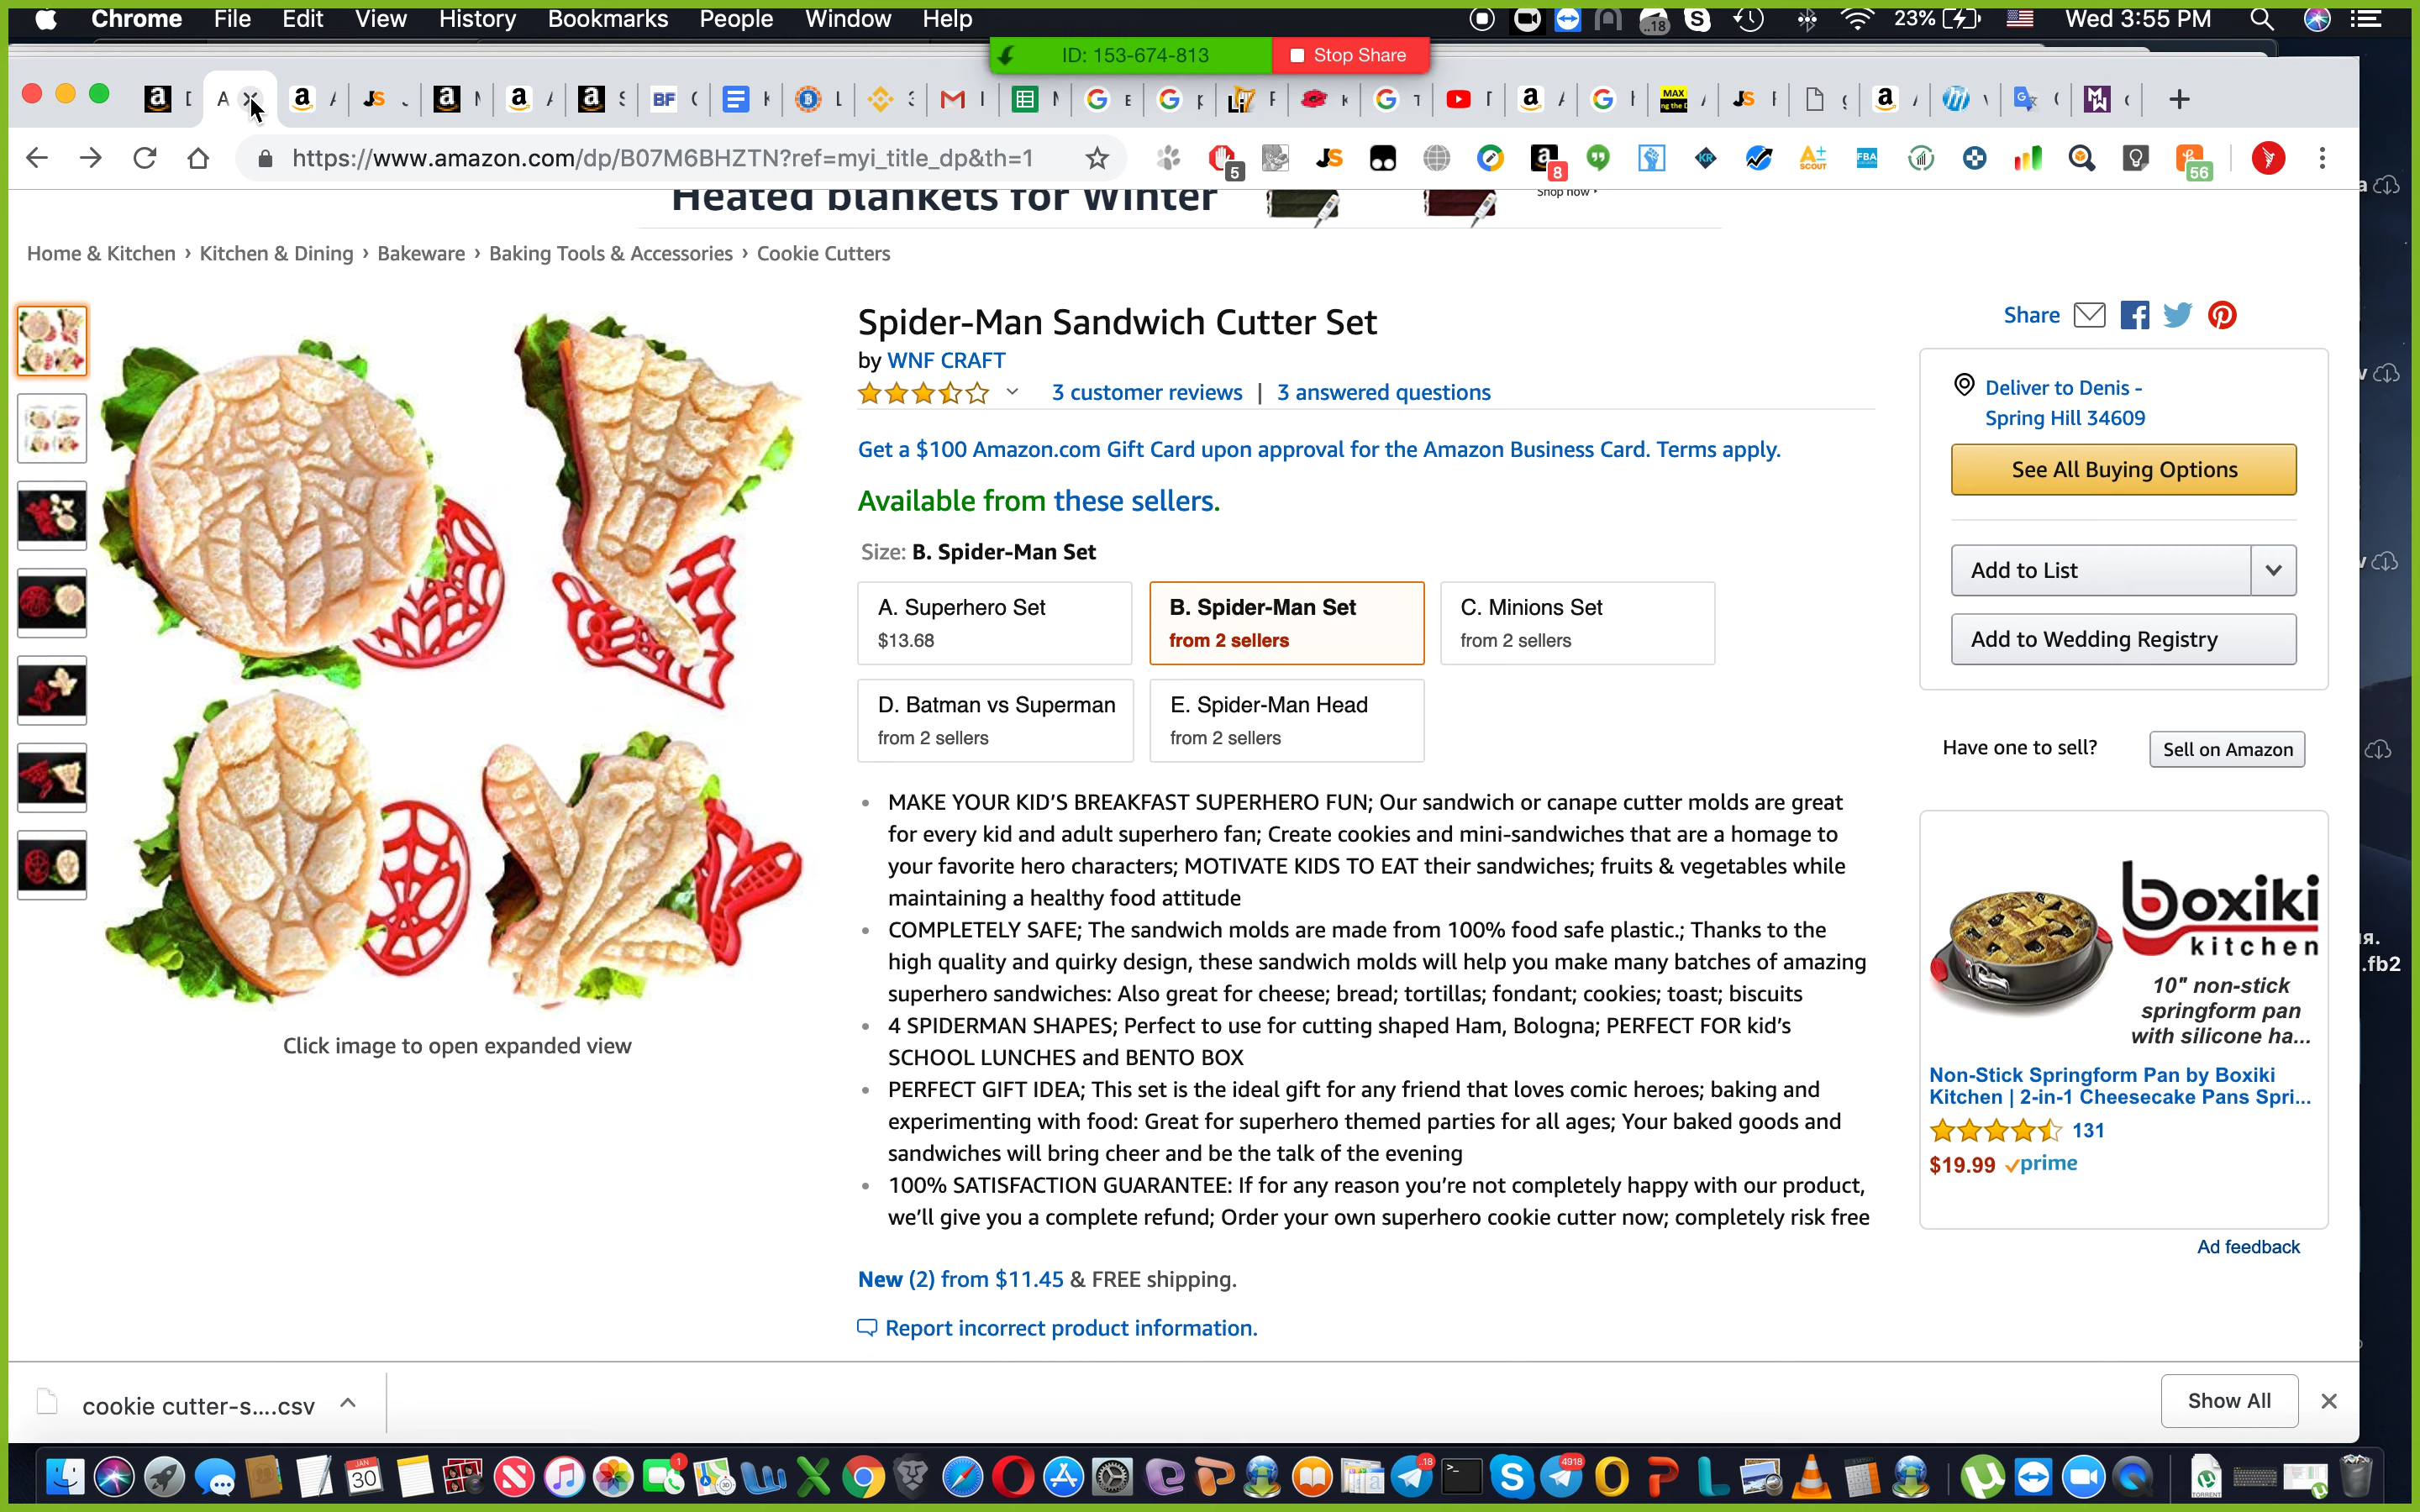 Chrome File Edit View History Bookmarks People Window Help
23% Wed 3:55 PM
ID: 153-674-813 Stop Share
https://www.amazon.com/dp/B07M6BHZTN?ref=myi_title_dp&th=1
Heated blankets for Winter
Shop now
Home & Kitchen › Kitchen & Dining › Bakeware › Baking Tools & Accessories › Cookie Cutters
Spider-Man Sandwich Cutter Set
by WNF CRAFT
3 customer reviews | 3 answered questions
Get a $100 Amazon.com Gift Card upon approval for the Amazon Business Card. Terms apply.
Available from these sellers.
Size: B. Spider-Man Set
A. Superhero Set
$13.68
B. Spider-Man Set
from 2 sellers
C. Minions Set
from 2 sellers
D. Batman vs Superman
from 2 sellers
E. Spider-Man Head
from 2 sellers
• MAKE YOUR KID’S BREAKFAST SUPERHERO FUN; Our sandwich or canape cutter molds are great
for every kid and adult superhero fan; Create cookies and mini-sandwiches that are a homage to
your favorite hero characters; MOTIVATE KIDS TO EAT their sandwiches; fruits & vegetables while
maintaining a healthy food attitude
• COMPLETELY SAFE; The sandwich molds are made from 100% food safe plastic.; Thanks to the
high quality and quirky design, these sandwich molds will help you make many batches of amazing
superhero sandwiches: Also great for cheese; bread; tortillas; fondant; cookies; toast; biscuits
• 4 SPIDERMAN SHAPES; Perfect to use for cutting shaped Ham, Bologna; PERFECT FOR kid’s
SCHOOL LUNCHES and BENTO BOX
• PERFECT GIFT IDEA; This set is the ideal gift for any friend that loves comic heroes; baking and
experimenting with food: Great for superhero themed parties for all ages; Your baked goods and
sandwiches will bring cheer and be the talk of the evening
• 100% SATISFACTION GUARANTEE: If for any reason you’re not completely happy with our product,
we’ll give you a complete refund; Order your own superhero cookie cutter now; completely risk free
New (2) from $11.45 & FREE shipping.
Report incorrect product information.
Click image to open expanded view
Share
Deliver to Denis -
Spring Hill 34609
See All Buying Options
Add to List
Add to Wedding Registry
Have one to sell? Sell on Amazon
boxiki
kitchen
10" non-stick
springform pan
with silicone ha...
Non-Stick Springform Pan by Boxiki
Kitchen | 2-in-1 Cheesecake Pans Spri...
131
$19.99 prime
Ad feedback
.fb2
cookie cutter-s....csv
Show All
JAN
30